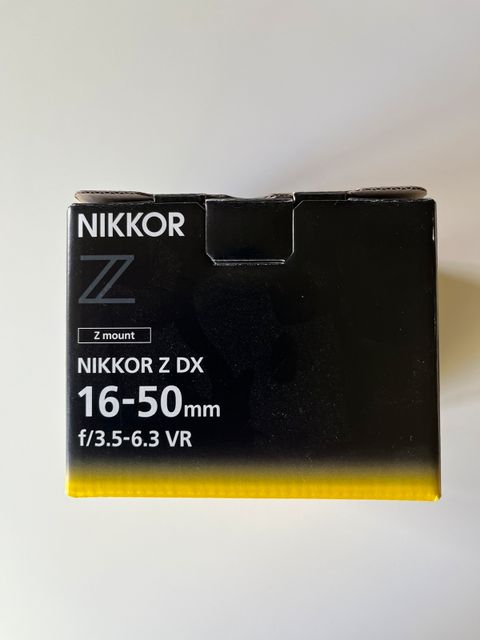 NIKKOR
Z
Z mount
NIKKOR Z DX
16-50mm
f/3.5-6.3 VR